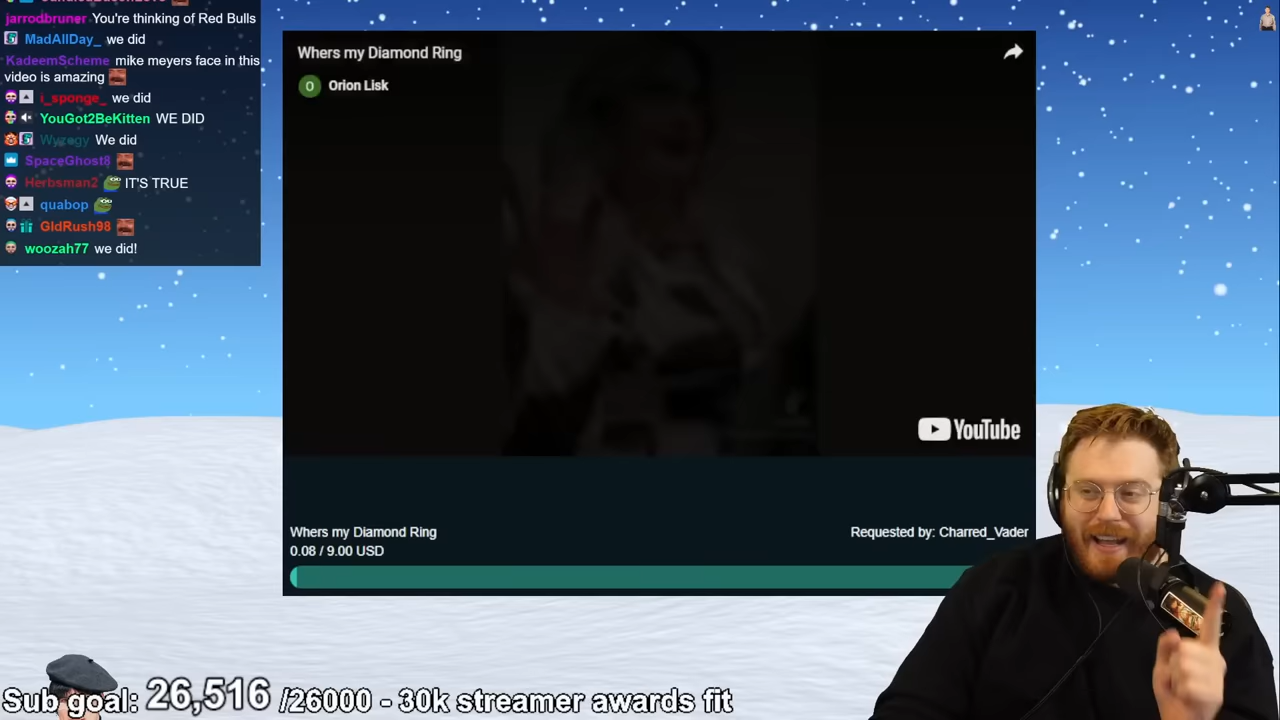 jarrodbruner You're thinking of Red Bulls
MadAllDay_ we did
KadeemScheme mike meyers face in this
video is amazing
i_sponge_ we did
YouGot2BeKitten WE DID
Wyzegy We did
SpaceGhost8
Herbsman2 IT'S TRUE
quabop
GldRush98
woozah77 we did!
Whers my Diamond Ring
O Orion Lisk
YouTube
Whers my Diamond Ring
Requested by: Charred_Vader
0.08 / 9.00 USD
Sub goal: 26,516 /26000 - 30k streamer awards fit